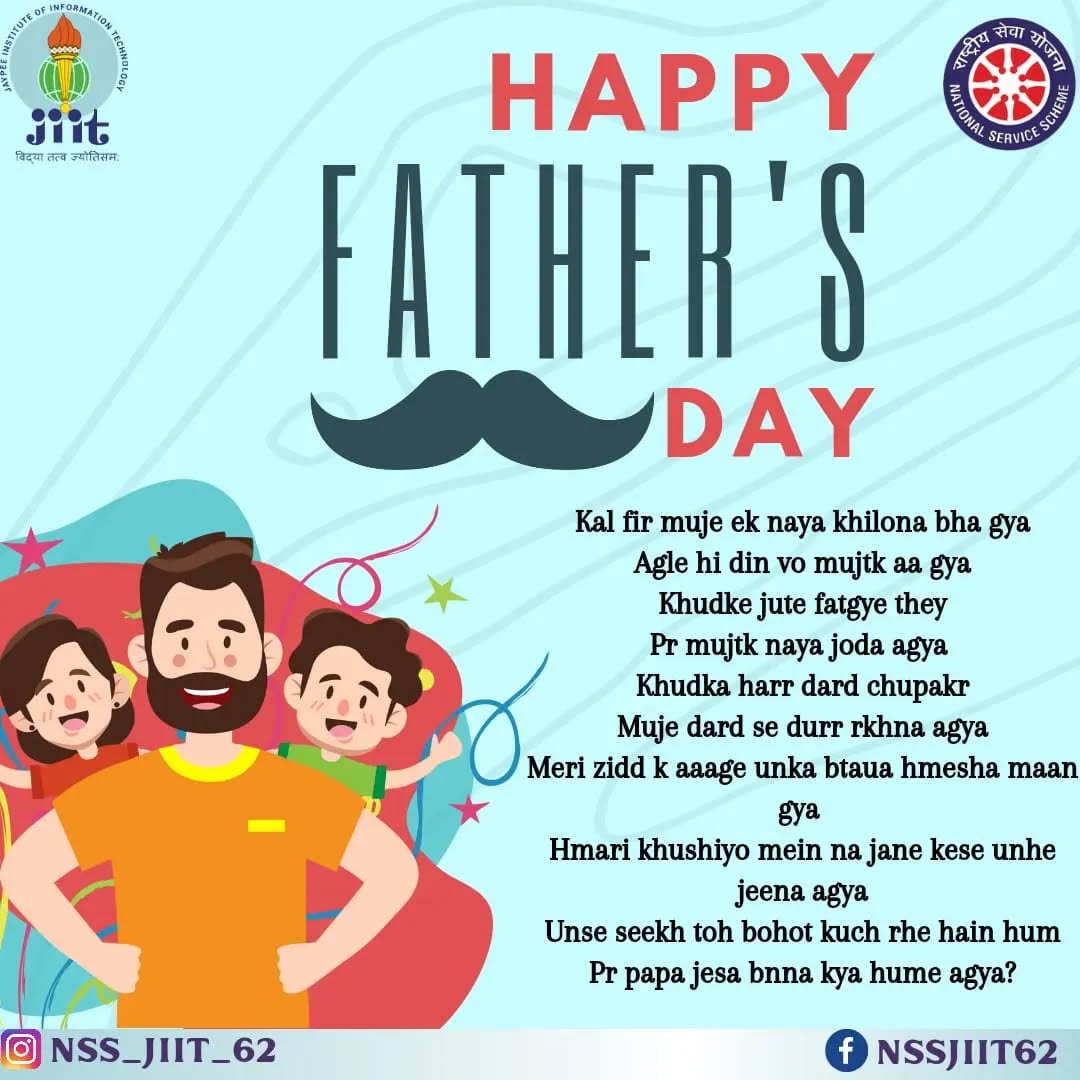 JAYPEE INSTITUTE OF INFORMATION TECHNOLOGY
jiit
विद्या तत्व ज्योतिसमः
राष्ट्रीय सेवा योजना
NATIONAL SERVICE SCHEME
HAPPY
FATHER'S
DAY
Kal fir muje ek naya khilona bha gya
Agle hi din vo mujtk aa gya
Khudke jute fatgye they
Pr mujtk naya joda agya
Khudka harr dard chupakr
Muje dard se durr rkhna agya
Meri zidd k aaage unka btaua hmesha maan
gya
Hmari khushiyo mein na jane kese unhe
jeena agya
Unse seekh toh bohot kuch rhe hain hum
Pr papa jesa bnna kya hume agya?
NSS_JIIT_62
NSSJIIT62